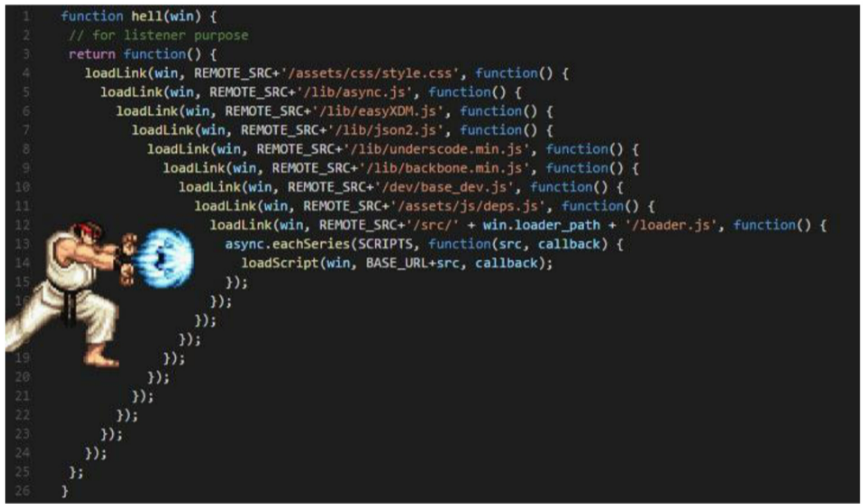 1 function hell(win) {
2 // for listener purpose
3 return function() {
4 loadLink(win, REMOTE_SRC+'/assets/css/style.css', function() {
5 loadLink(win, REMOTE_SRC+'/lib/async.js', function() {
6 loadLink(win, REMOTE_SRC+'/lib/easyXDM.js', function() {
7 loadLink(win, REMOTE_SRC+'/lib/json2.js', function() {
8 loadLink(win, REMOTE_SRC+'/lib/underscode.min.js', function() {
9 loadLink(win, REMOTE_SRC+'/lib/backbone.min.js', function() {
10 loadLink(win, REMOTE_SRC+'/dev/base_dev.js', function() {
11 loadLink(win, REMOTE_SRC+'/assets/js/deps.js', function() {
12 loadLink(win, REMOTE_SRC+'/src/' + win.loader_path + '/loader.js', function() {
13 async.eachSeries(SCRIPTS, function(src, callback) {
14 loadScript(win, BASE_URL+src, callback);
15 });
16 });
});
});
19 });
20 });
21 });
22 });
23 });
24 });
25 };
26 }